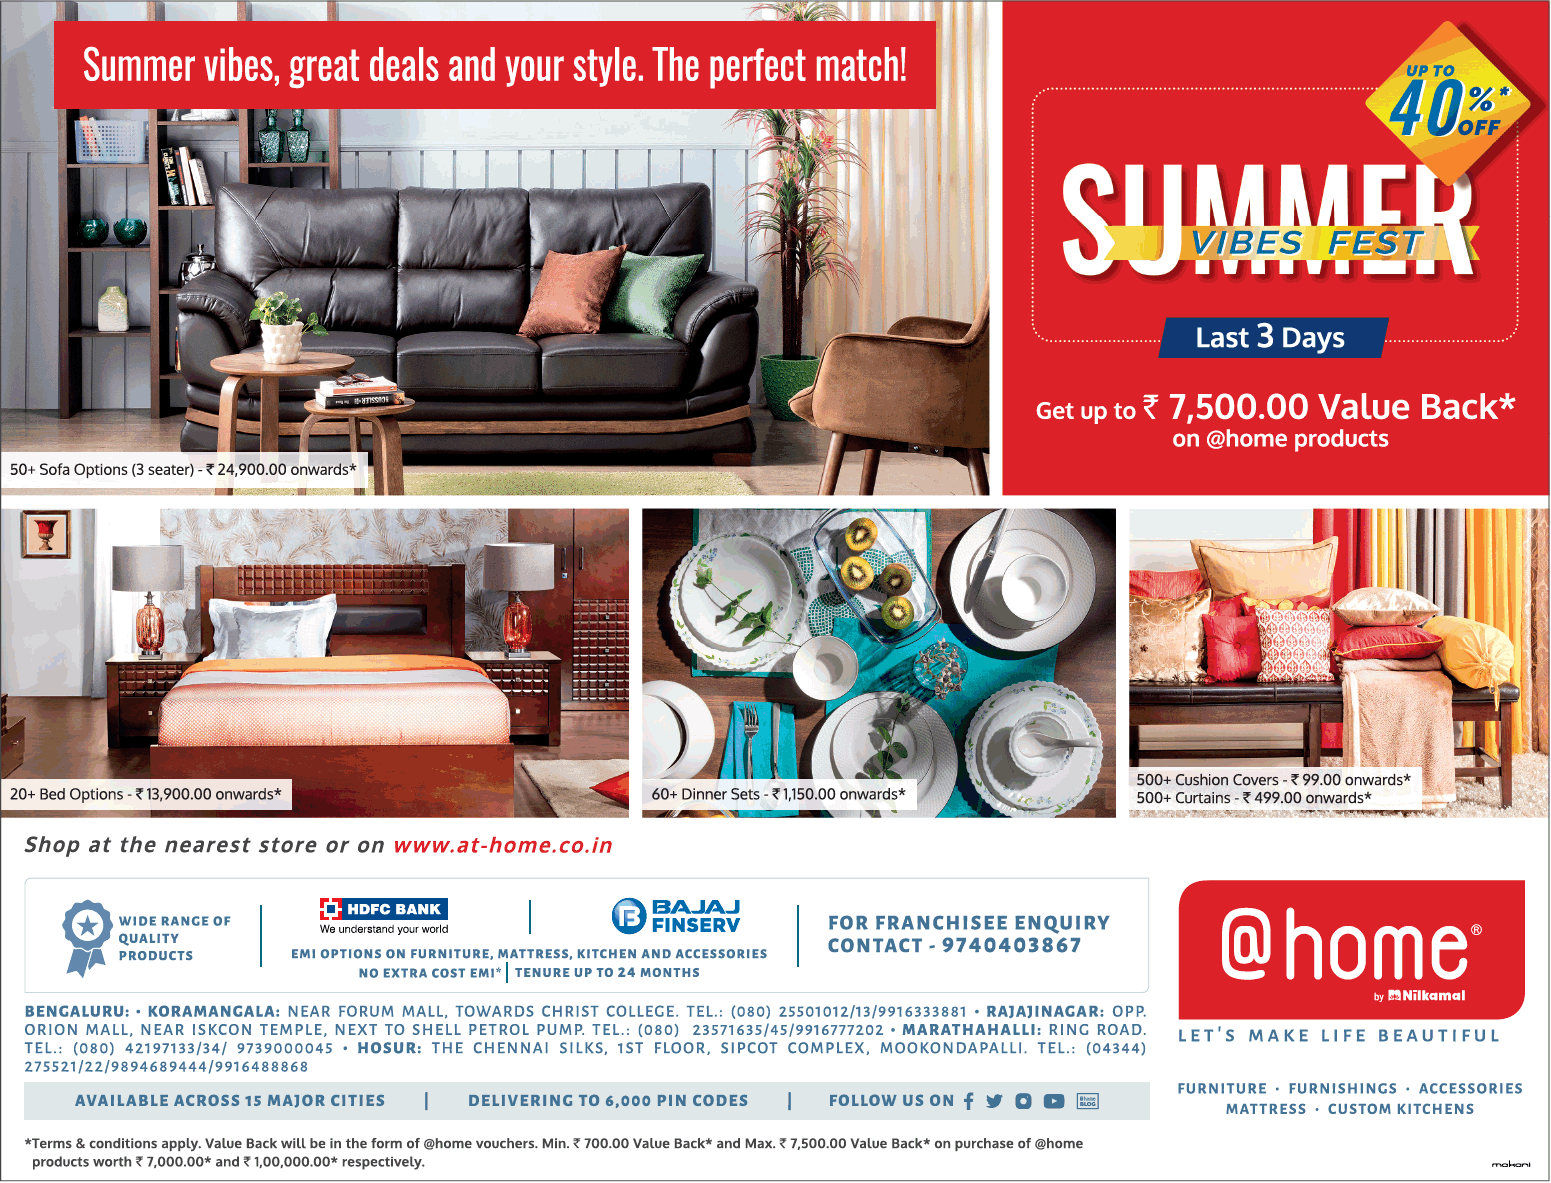 Summer vibes, great deals and your style. The perfect match!
UP TO
40%*
OFF
SUMMER
VIBES FEST
Last 3 Days
Get up to ₹ 7,500.00 Value Back*
on @home products
50+ Sofa Options (3 seater) - ₹ 24,900.00 onwards*
20+ Bed Options - ₹ 13,900.00 onwards*
60+ Dinner Sets - ₹ 1,150.00 onwards*
500+ Cushion Covers - ₹ 99.00 onwards*
500+ Curtains - ₹ 499.00 onwards*
Shop at the nearest store or on www.at-home.co.in
WIDE RANGE OF
QUALITY
PRODUCTS
HDFC BANK
We understand your world
BAJAJ
FINSERV
EMI OPTIONS ON FURNITURE, MATTRESS, KITCHEN AND ACCESSORIES
NO EXTRA COST EMI* | TENURE UP TO 24 MONTHS
FOR FRANCHISEE ENQUIRY
CONTACT - 9740403867
@home®
by Nilkamal
LET'S MAKE LIFE BEAUTIFUL
FURNITURE • FURNISHINGS • ACCESSORIES
MATTRESS • CUSTOM KITCHENS
BENGALURU: • KORAMANGALA: NEAR FORUM MALL, TOWARDS CHRIST COLLEGE. TEL.: (080) 25501012/13/9916333881 • RAJAJINAGAR: OPP.
ORION MALL, NEAR ISKCON TEMPLE, NEXT TO SHELL PETROL PUMP. TEL.: (080) 23571635/45/9916777202 • MARATHAHALLI: RING ROAD.
TEL.: (080) 42197133/34/ 9739000045 • HOSUR: THE CHENNAI SILKS, 1ST FLOOR, SIPCOT COMPLEX, MOOKONDAPALLI. TEL.: (04344)
275521/22/9894689444/9916488868
AVAILABLE ACROSS 15 MAJOR CITIES | DELIVERING TO 6,000 PIN CODES | FOLLOW US ON
BLOG
*Terms & conditions apply. Value Back will be in the form of @home vouchers. Min. ₹ 700.00 Value Back* and Max. ₹ 7,500.00 Value Back* on purchase of @home
products worth ₹ 7,000.00* and ₹ 1,00,000.00* respectively.
makani